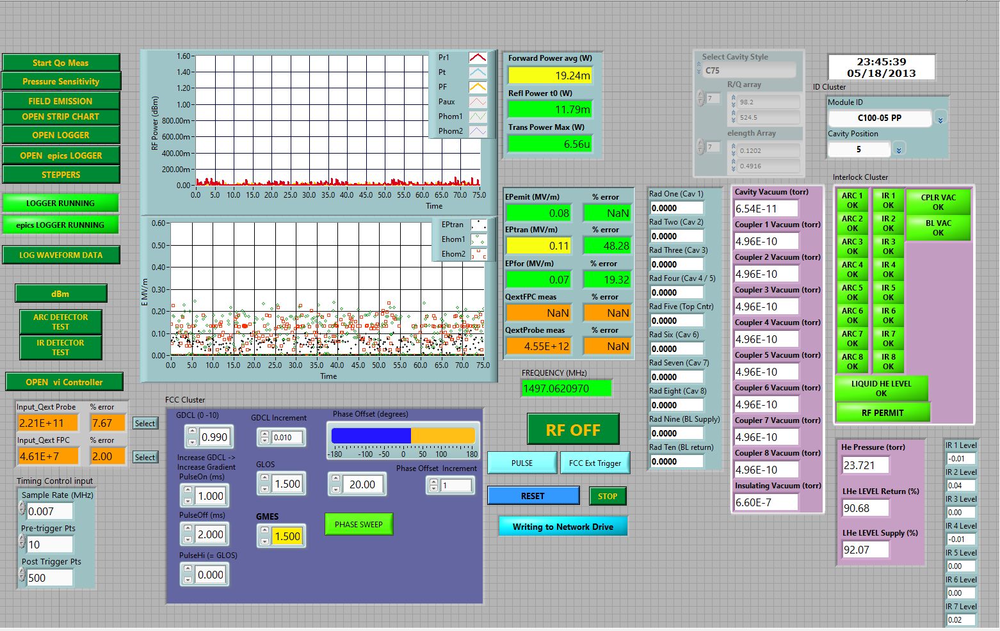 Start Qo Meas
Pressure Sensitivity
FIELD EMISSION
OPEN STRIP CHART
OPEN LOGGER
OPEN epics LOGGER
STEPPERS
LOGGER RUNNING
epics LOGGER RUNNING
LOG WAVEFORM DATA
dBm
ARC DETECTOR
TEST
IR DETECTOR
TEST
OPEN vi Controller
Input_Qext Probe % error
2.21E+11 7.67 Select
Input_Qext FPC % error
4.61E+7 2.00 Select
Timing Control input
Sample Rate (MHz)
0.007
Pre-trigger Pts
10
Post Trigger Pts
500
RF Power (dBm)
1.60
1.40
1.20
1.00
800.00m
600.00m
400.00m
200.00m
0.00
0.0 5.0 10.0 15.0 20.0 25.0 30.0 35.0 40.0 45.0 50.0 55.0 60.0 65.0 75.0
Time
Pr1
Pt
PF
Paux
Phom1
Phom2
E MV/m
0.60
0.50
0.40
0.30
0.20
0.10
0.00
0.0 5.0 10.0 15.0 20.0 25.0 30.0 35.0 40.0 45.0 50.0 55.0 60.0 65.0 70.0 75.0
Time
EPtran
Ehom1
Ehom2
FCC Cluster
GDCL (0 -10)
0.990
GDCL Increment
0.010
Increase GDCL ->
Increase Gradient
PulseOn (ms)
1.000
GLOS
1.500
PulseOff (ms)
2.000
GMES
1.500
PulseHi (= GLOS)
0.000
Phase Offset (degrees)
-180 -100 -50 0 50 100 180
20.00
Phase Offset Increment
1
PHASE SWEEP
Forward Power avg (W)
19.24m
Refl Power t0 (W)
11.79m
Trans Power Max (W)
6.56u
EPemit (MV/m) % error
0.08 NaN
EPtran (MV/m) % error
0.11 48.28
EPfor (MV/m) % error
0.07 19.32
QextFPC meas % error
NaN NaN
QextProbe meas % error
4.55E+12 NaN
FREQUENCY (MHz)
1497.0620970
RF OFF
PULSE
FCC Ext Trigger
RESET
STOP
Writing to Network Drive
Rad One (Cav 1)
0.0000
Rad Two (Cav 2)
0.0000
Rad Three (Cav 3)
0.0000
Rad Four (Cav 4 / 5)
0.0000
Rad Five (Top Cntr)
0.0000
Rad Six (Cav 6)
0.0000
Rad Seven (Cav 7)
0.0000
Rad Eight (Cav 8)
0.0000
Rad Nine (BL Supply)
0.0000
Rad Ten (BL return)
0.0000
Select Cavity Style
C75
R/Q array
7
98.2
524.5
elength Array
7
0.1202
0.4916
Cavity Vacuum (torr)
6.54E-11
Coupler 1 Vacuum (torr)
4.96E-10
Coupler 2 Vacuum (torr)
4.96E-10
Coupler 3 Vacuum (torr)
4.96E-10
Coupler 4 Vacuum (torr)
4.96E-10
Coupler 5 Vacuum (torr)
4.96E-10
Coupler 6 Vacuum (torr)
4.96E-10
Coupler 7 Vacuum (torr)
4.96E-10
Coupler 8 Vacuum (torr)
4.96E-10
Insulating Vacuum (torr)
6.60E-7
23:45:39
05/18/2013
ID Cluster
Module ID
C100-05 PP
Cavity Position
5
Interlock Cluster
ARC 1 OK
IR 1 OK
CPLR VAC OK
ARC 2 OK
IR 2 OK
BL VAC OK
ARC 3 OK
IR 3 OK
ARC 4 OK
IR 4 OK
ARC 5 OK
IR 5 OK
ARC 6 OK
IR 6 OK
ARC 7 OK
IR 7 OK
ARC 8 OK
IR 8 OK
LIQUID HE LEVEL
OK
RF PERMIT
He Pressure (torr)
23.721
LHe LEVEL Return (%)
90.68
LHe LEVEL Supply (%)
92.07
IR 1 Level
-0.01
IR 2 Level
0.04
IR 3 Level
0.00
IR 4 Level
-0.01
IR 5 Level
0.00
IR 6 Level
0.00
IR 7 Level
0.02